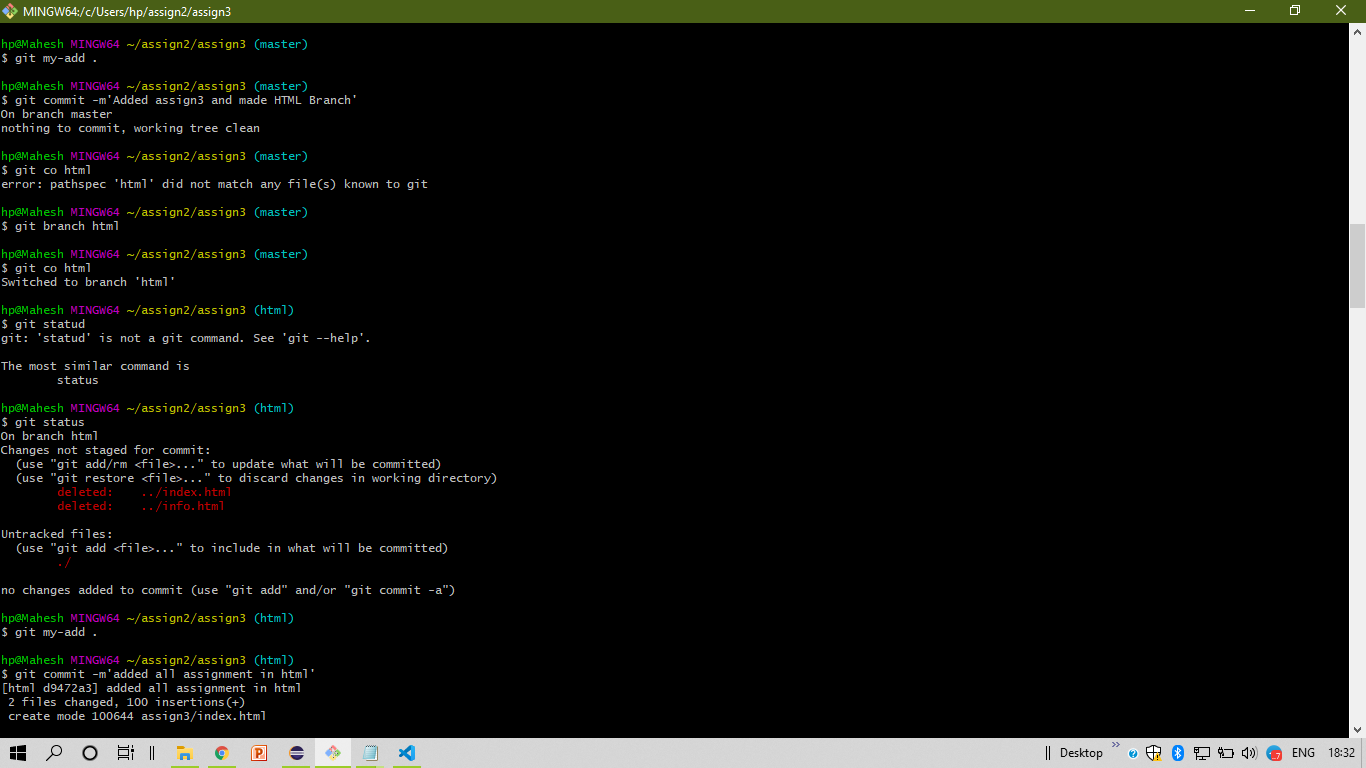 MINGW64:/c/Users/hp/assign2/assign3
hp@Mahesh MINGW64 ~/assign2/assign3 (master)
$ git my-add .
hp@Mahesh MINGW64 ~/assign2/assign3 (master)
$ git commit -m'Added assign3 and made HTML Branch'
On branch master
nothing to commit, working tree clean
hp@Mahesh MINGW64 ~/assign2/assign3 (master)
$ git co html
error: pathspec 'html' did not match any file(s) known to git
hp@Mahesh MINGW64 ~/assign2/assign3 (master)
$ git branch html
hp@Mahesh MINGW64 ~/assign2/assign3 (master)
$ git co html
Switched to branch 'html'
hp@Mahesh MINGW64 ~/assign2/assign3 (html)
$ git statud
git: 'statud' is not a git command. See 'git --help'.
The most similar command is
status
hp@Mahesh MINGW64 ~/assign2/assign3 (html)
$ git status
On branch html
Changes not staged for commit:
(use "git add/rm <file>..." to update what will be committed)
(use "git restore <file>..." to discard changes in working directory)
deleted: ../index.html
deleted: ../info.html
Untracked files:
(use "git add <file>..." to include in what will be committed)
./
no changes added to commit (use "git add" and/or "git commit -a")
hp@Mahesh MINGW64 ~/assign2/assign3 (html)
$ git my-add .
hp@Mahesh MINGW64 ~/assign2/assign3 (html)
$ git commit -m'added all assignment in html'
[html d9472a3] added all assignment in html
2 files changed, 100 insertions(+)
create mode 100644 assign3/index.html
Desktop
ENG
18:32